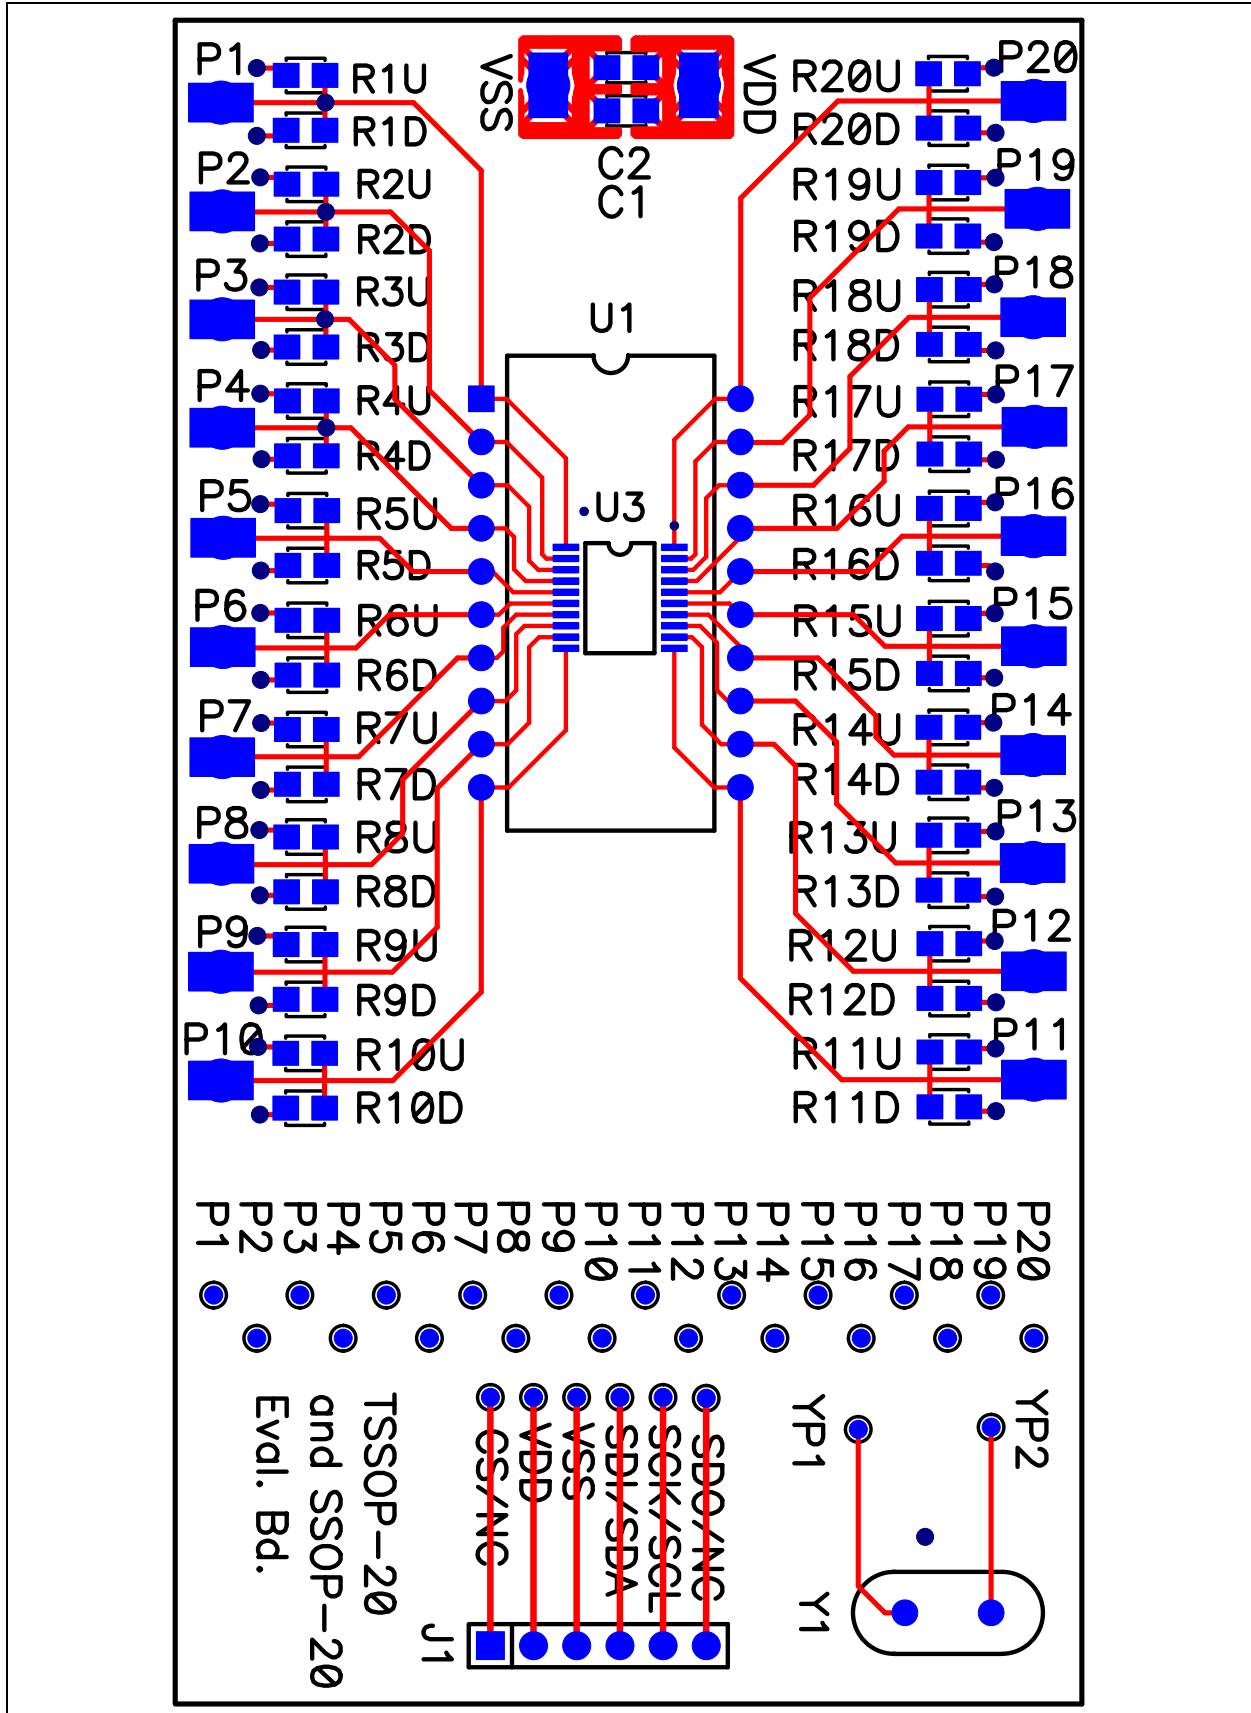 P1
R1U
R1D
P2
R2U
R2D
P3
R3U
R3D
P4
R4U
R4D
P5
R5U
R5D
P6
R6U
R6D
P7
R7U
R7D
P8
R8U
R8D
P9
R9U
R9D
P10
R10U
R10D
VSS
VDD
C2
C1
U1
U3
R20U
P20
R20D
R19U
P19
R19D
R18U
P18
R18D
R17U
P17
R17D
R16U
P16
R16D
R15U
P15
R15D
R14U
P14
R14D
R13U
P13
R13D
R12U
P12
R12D
R11U
P11
R11D
P1
P2
P3
P4
P5
P6
P7
P8
P9
P10
P11
P12
P13
P14
P15
P16
P17
P18
P19
P20
TSSOP-20
and SSOP-20
Eval. Bd.
CS/NC
VDD
VSS
SDI/SDA
SCK/SCL
SDO/NC
J1
YP1
YP2
Y1